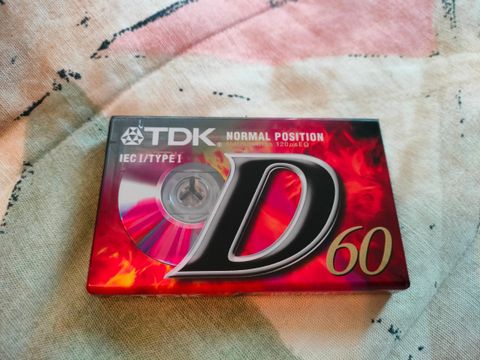 TDK
NORMAL POSITION
120µs EQ
IEC I/TYPE I
D
60